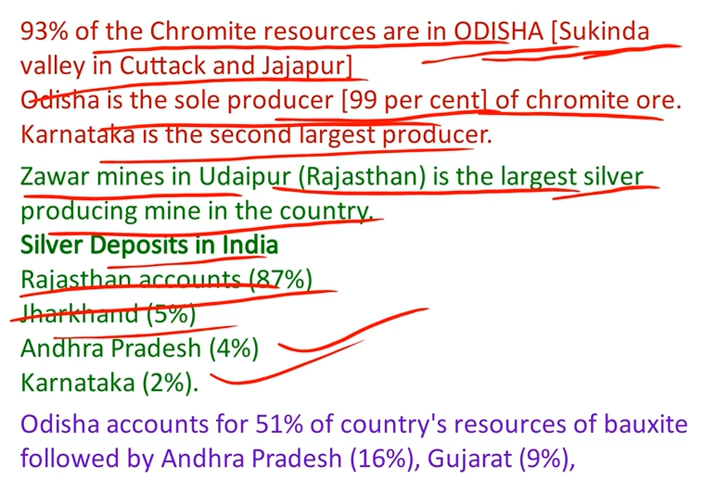 93% of the Chromite resources are in ODISHA [Sukinda
valley in Cuttack and Jajapur]
Odisha is the sole producer [99 per cent] of chromite ore.
Karnataka is the second largest producer.
Zawar mines in Udaipur (Rajasthan) is the largest silver
producing mine in the country.
Silver Deposits in India
Rajasthan accounts (87%)
Jharkhand (5%)
Andhra Pradesh (4%)
Karnataka (2%).
Odisha accounts for 51% of country's resources of bauxite
followed by Andhra Pradesh (16%), Gujarat (9%),